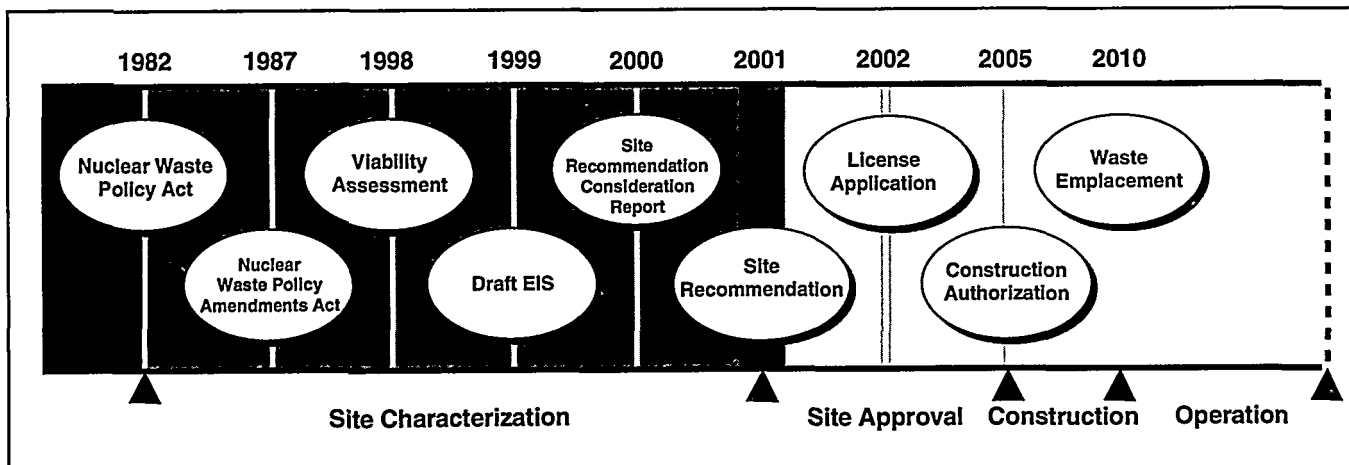 1982 1987 1998 1999 2000 2001 2002 2005 2010
Nuclear Waste
Policy Act
Nuclear
Waste Policy
Amendments Act
Viability
Assessment
Draft EIS
Site
Recommendation
Consideration
Report
Site
Recommendation
License
Application
Construction
Authorization
Waste
Emplacement
Site Characterization Site Approval Construction Operation